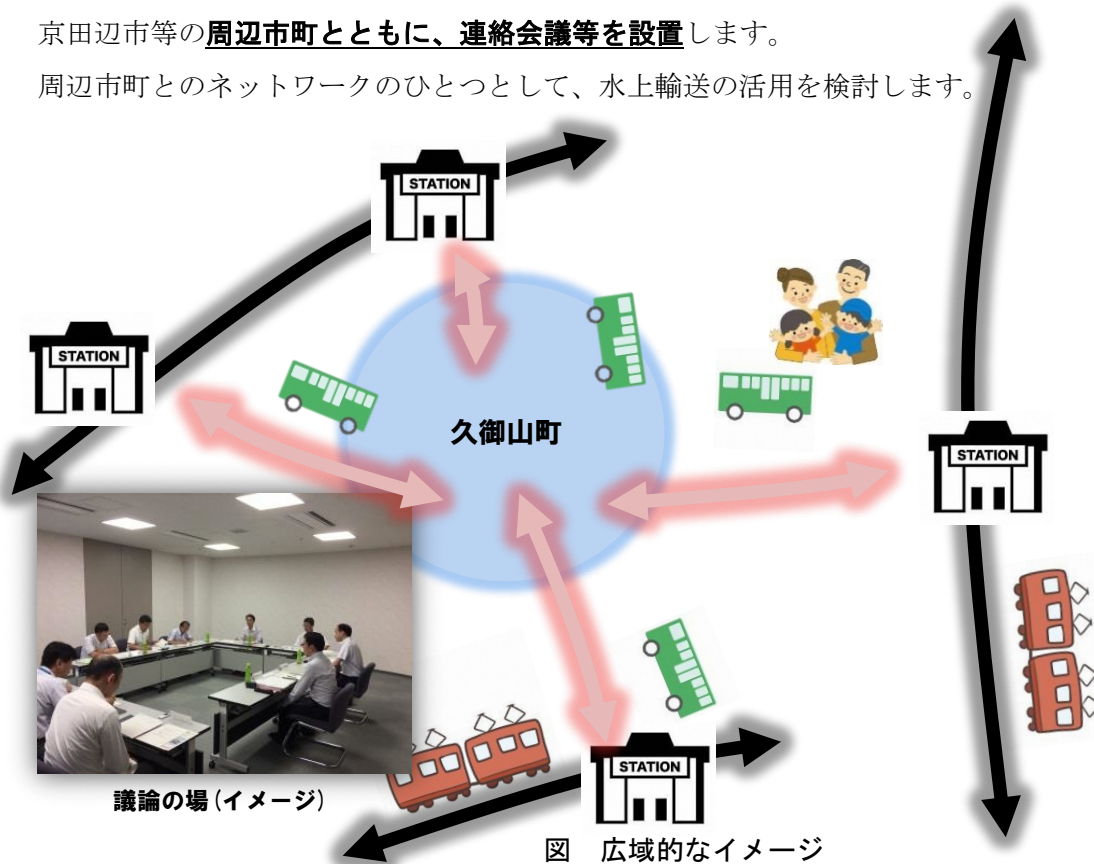 京田辺市等の周辺市町とともに、連絡会議等を設置します。
周辺市町とのネットワークのひとつとして、水上輸送の活用を検討します。
STATION
STATION
久御山町
STATION
STATION
議論の場(イメージ)
図　広域的なイメージ